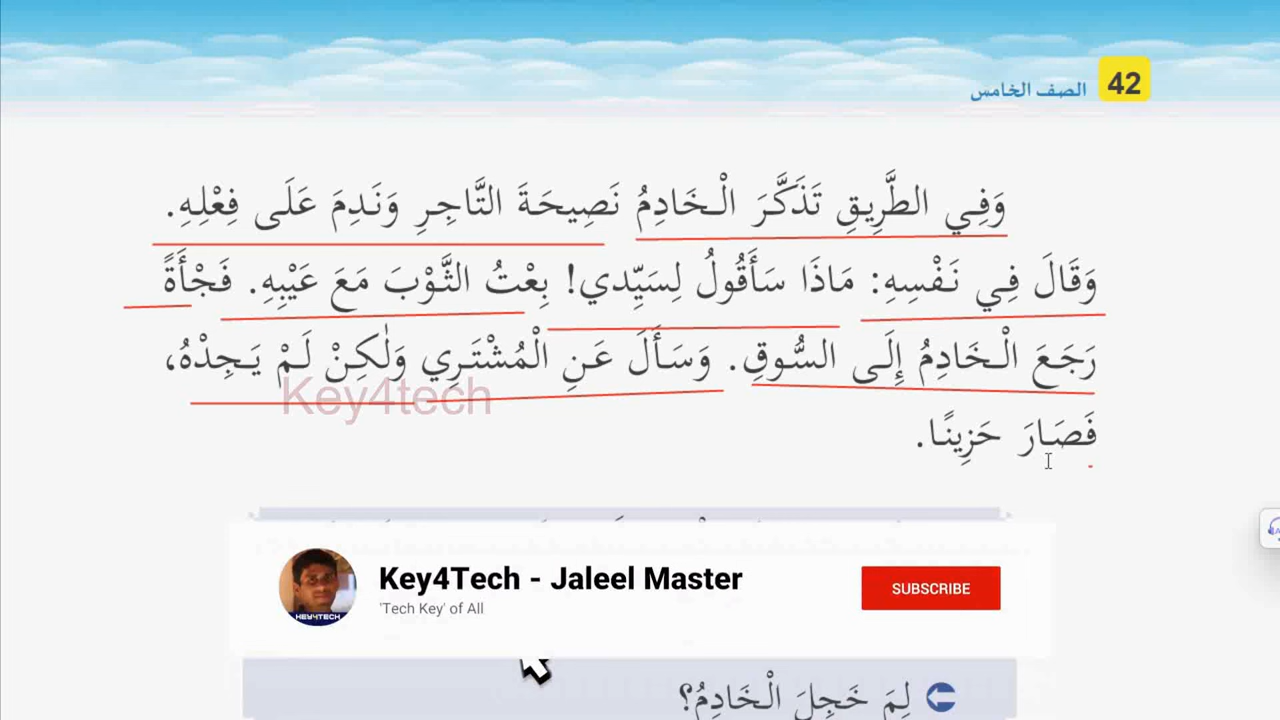 42
الصف الخامس
وَفِي الطَّرِيقِ تَذَكَّرَ الْخَادِمُ نَصِيحَةَ التَّاجِرِ وَنَدِمَ عَلَى فِعْلِهِ.
وَقَالَ فِي نَفْسِهِ: مَاذَا سَأَقُولُ لِسَيِّدِي! بِعْتُ الثَّوْبَ مَعَ عَيْبِهِ. فَجْأَةً
رَجَعَ الْخَادِمُ إِلَى السُّوقِ. وَسَأَلَ عَنِ الْمُشْتَرِي وَلٰكِنْ لَمْ يَجِدْهُ،
Key4tech
فَصَارَ حَزِينًا.
Key4Tech - Jaleel Master
SUBSCRIBE
'Tech Key' of All
KEY4TECH
لِمَ خَجِلَ الْخَادِمُ؟